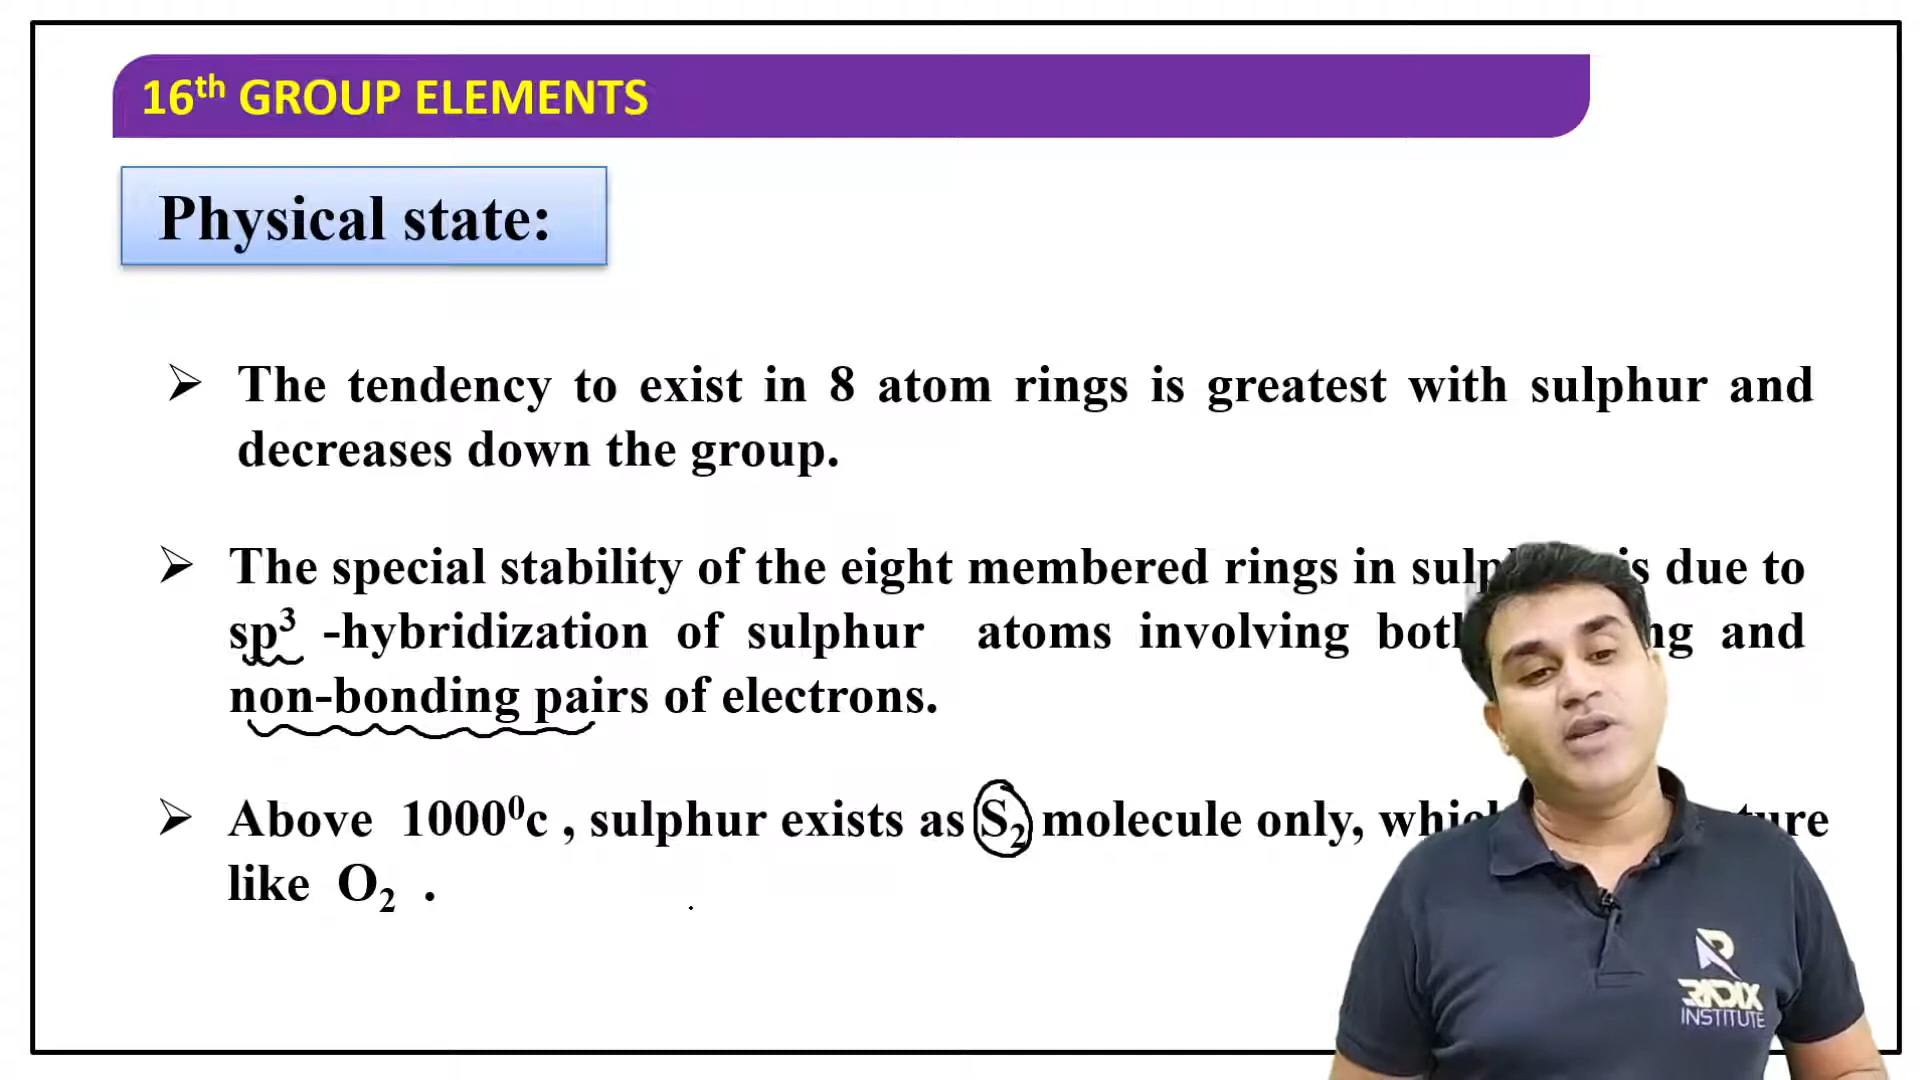 16th GROUP ELEMENTS
Physical state:
➢ The tendency to exist in 8 atom rings is greatest with sulphur and
decreases down the group.
➢ The special stability of the eight membered rings in is due to
sp³ -hybridization of sulphur atoms involving and
non-bonding pairs of electrons.
➢ Above 1000⁰c , sulphur exists as S₂ molecule only,
like O₂ .
RADIX
INSTITUTE